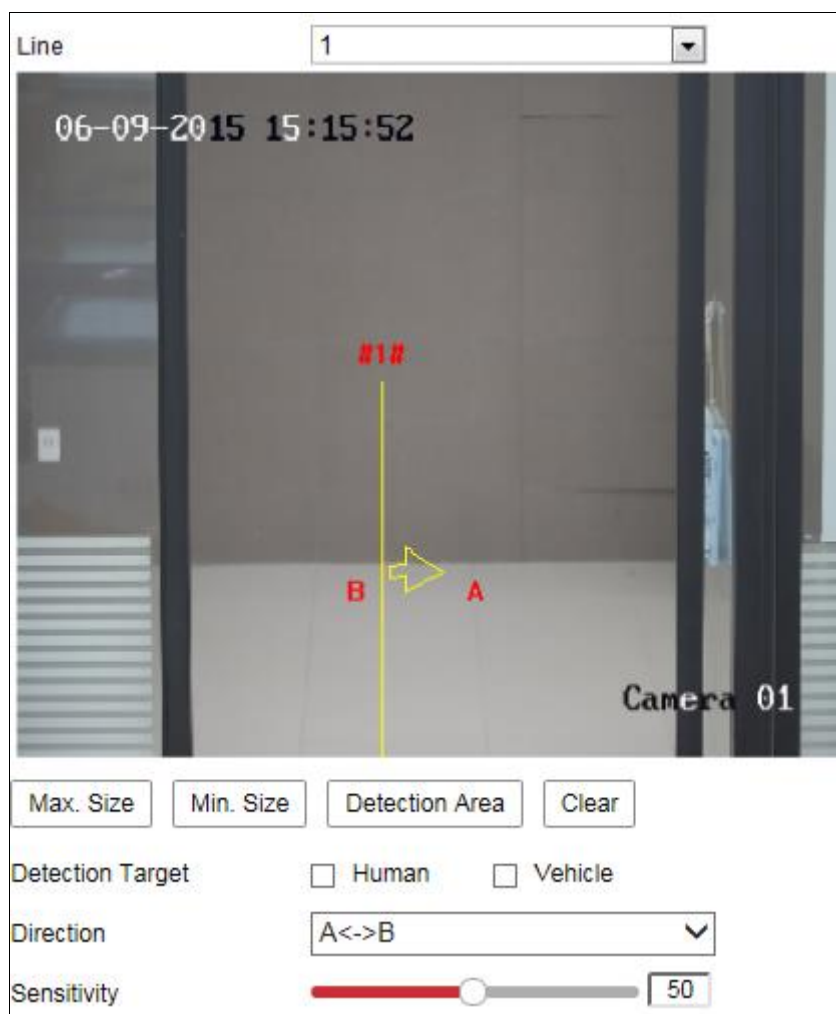 Line 1
06-09-2015 15:15:52
#1#
B A
Camera 01
Max. Size Min. Size Detection Area Clear
Detection Target Human Vehicle
Direction A<->B
Sensitivity 50